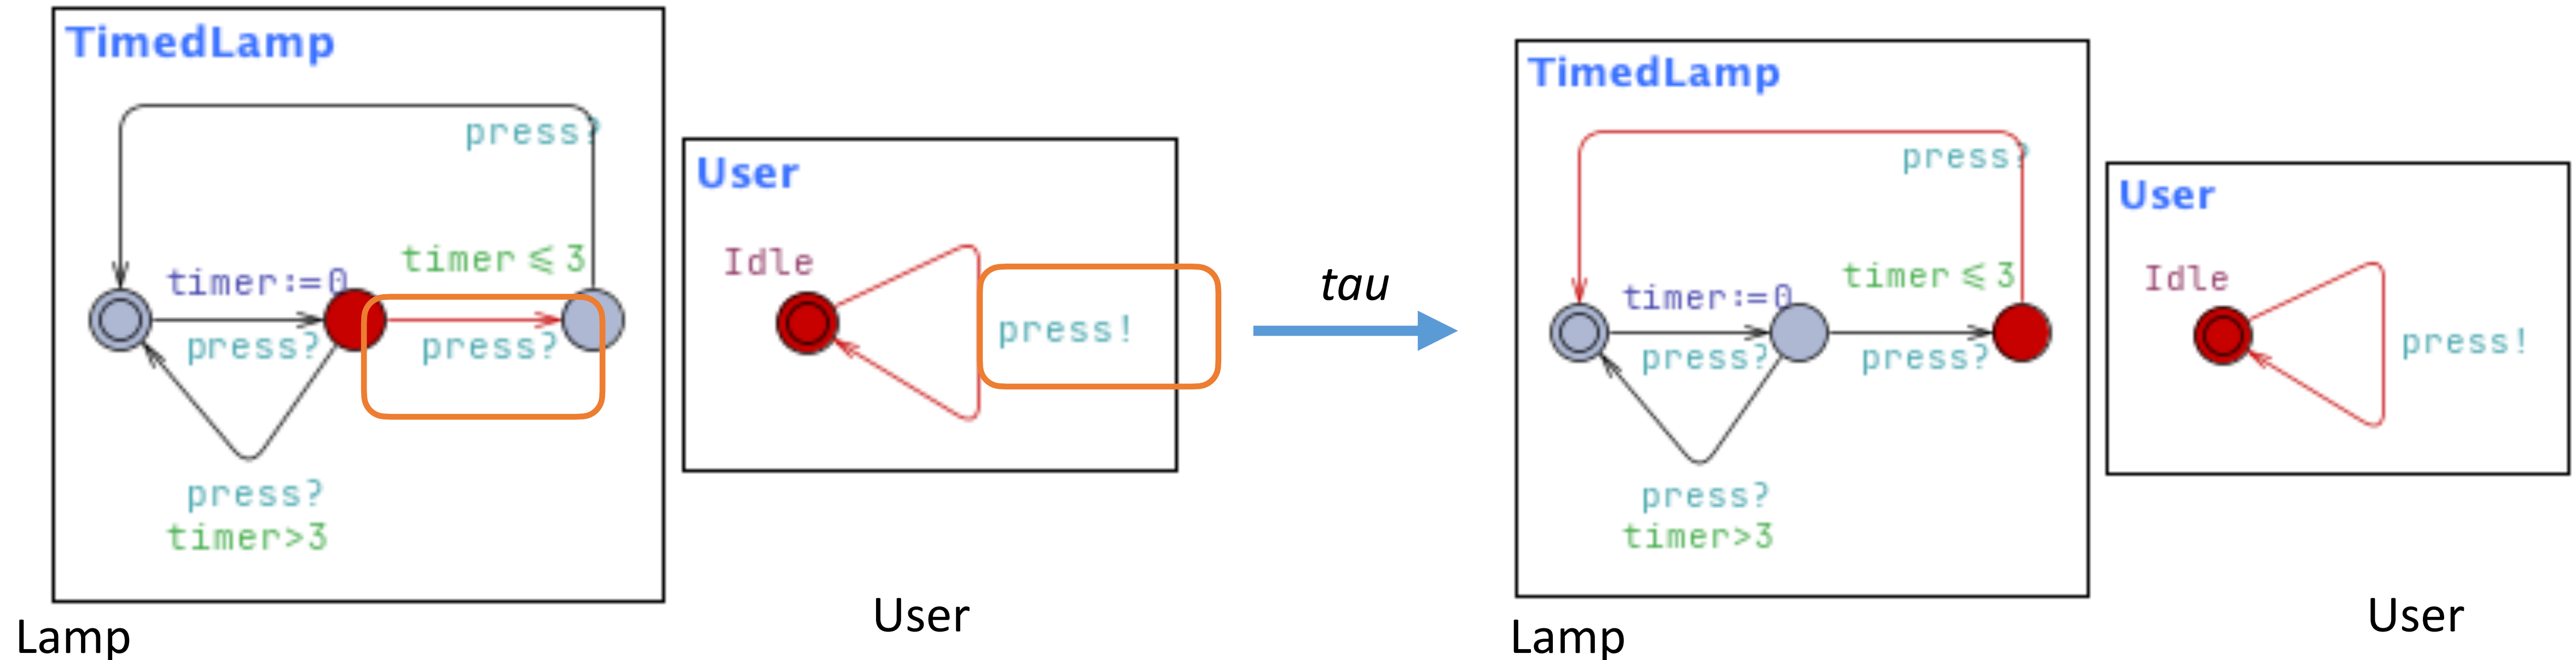 TimedLamp
press?
timer ≤ 3
timer:=0
press?
press?
press?
timer>3
Lamp
User
Idle
press!
User
tau
TimedLamp
press?
timer ≤ 3
timer:=0
press?
press?
press?
timer>3
Lamp
User
Idle
press!
User